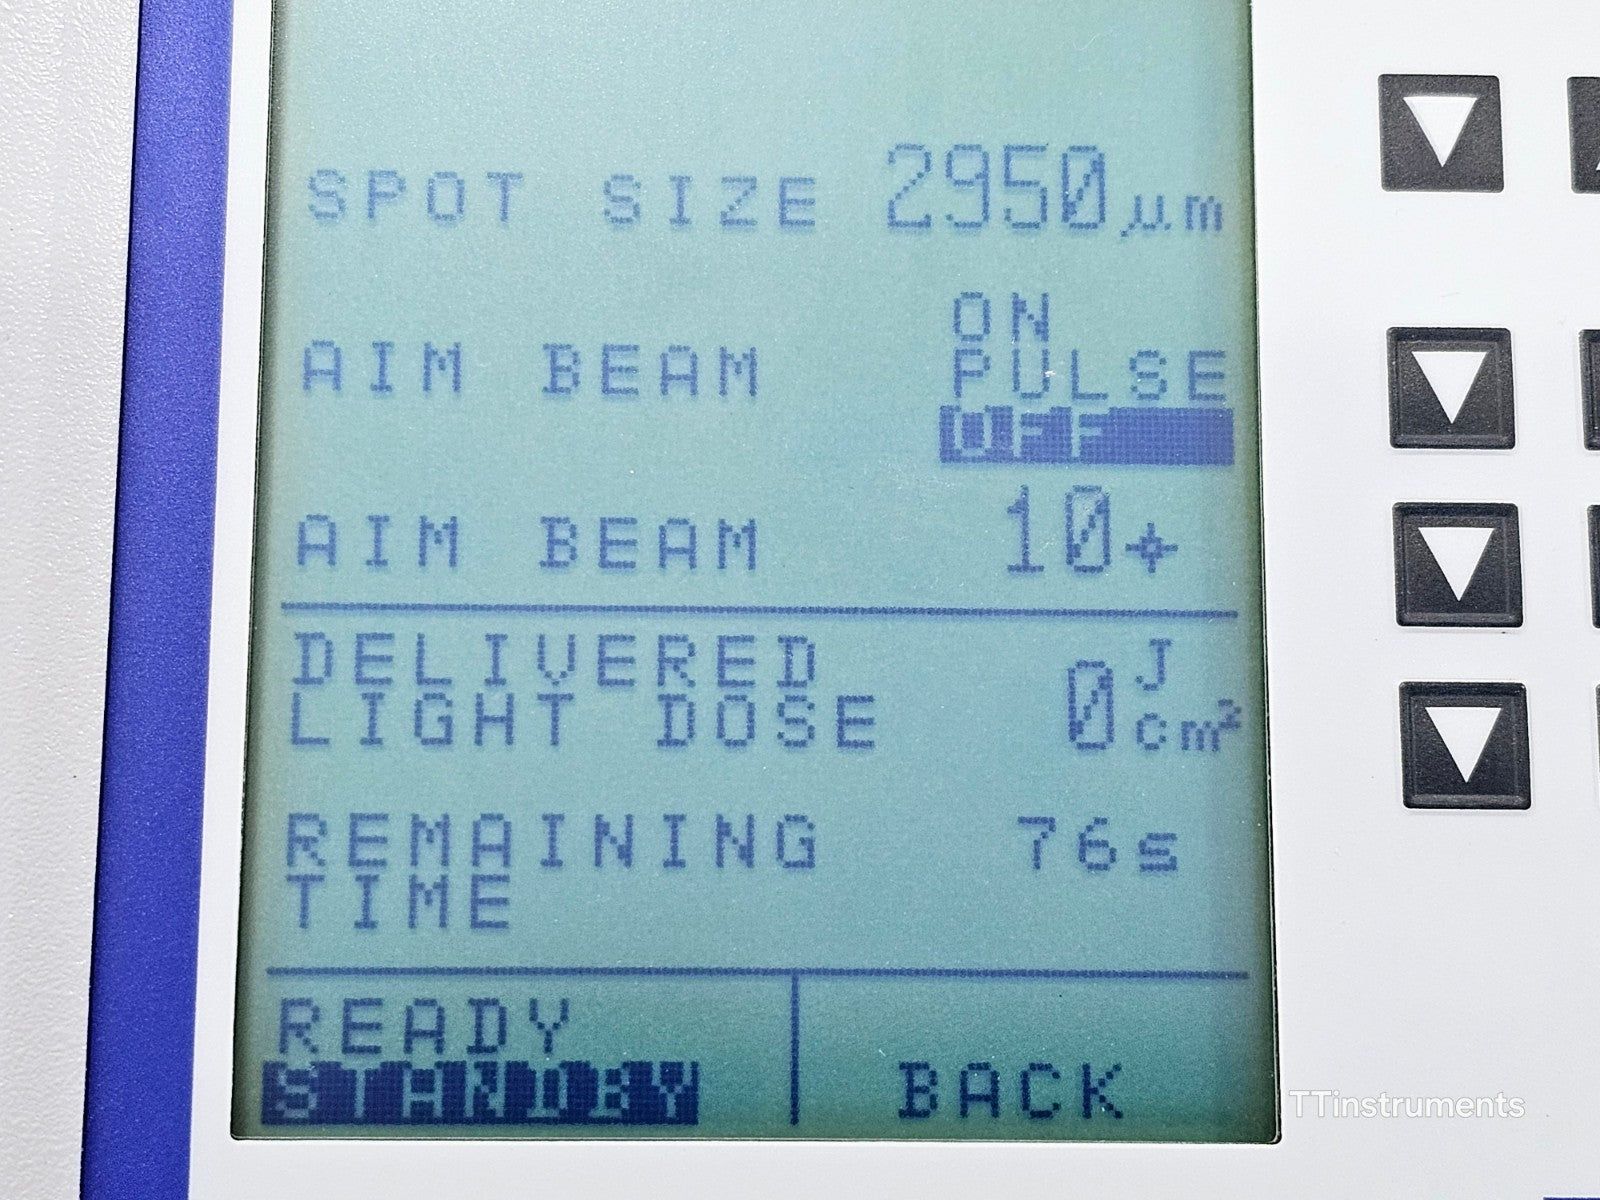 SPOT SIZE 2950μm
ON
AIM BEAM PULSE
OFF
AIM BEAM 10
DELIVERED J
LIGHT DOSE 0 cm²
REMAINING 76s
TIME
READY
STANDBY BACK
TTinstruments